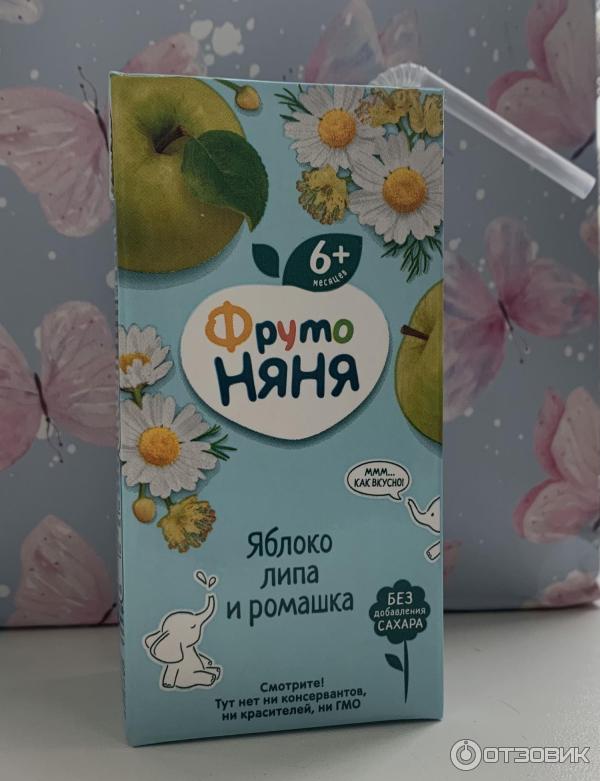 6+
месяцев
Фруто
няня
МММ...
КАК ВКУСНО!
Яблоко
липа
и ромашка
БЕЗ
добавления
САХАРА
Смотрите!
Тут нет ни консервантов,
ни красителей, ни ГМО
ОТЗОВИК